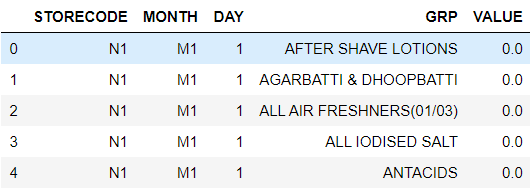 STORECODE MONTH DAY GRP VALUE
0 N1 M1 1 AFTER SHAVE LOTIONS 0.0
1 N1 M1 1 AGARBATTI & DHOOPBATTI 0.0
2 N1 M1 1 ALL AIR FRESHNERS(01/03) 0.0
3 N1 M1 1 ALL IODISED SALT 0.0
4 N1 M1 1 ANTACIDS 0.0